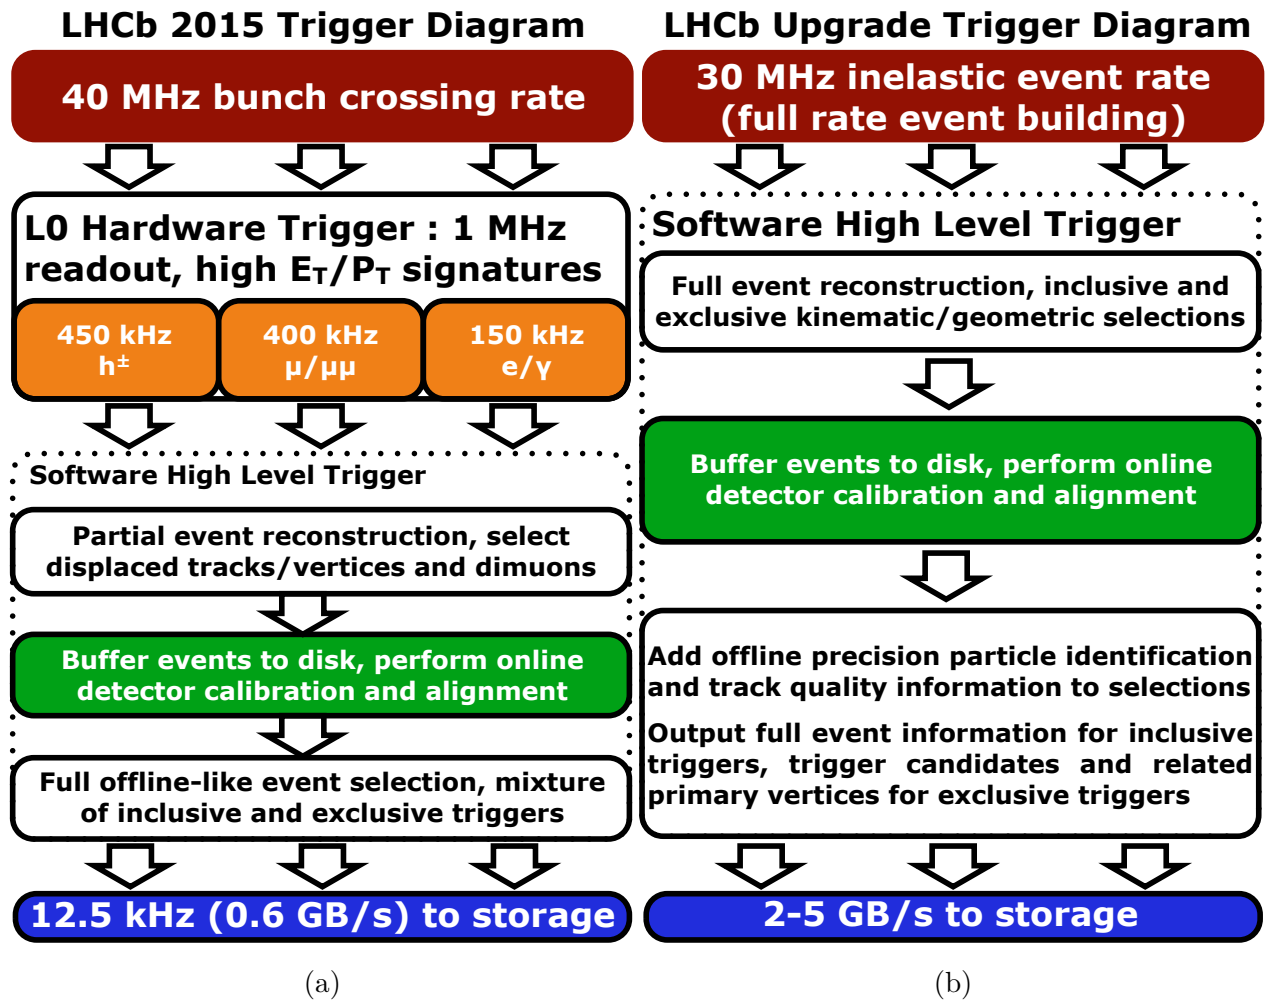 LHCb 2015 Trigger Diagram
40 MHz bunch crossing rate
L0 Hardware Trigger : 1 MHz
readout, high E_T/P_T signatures
450 kHz
h±
400 kHz
μ/μμ
150 kHz
e/γ
Software High Level Trigger
Partial event reconstruction, select
displaced tracks/vertices and dimuons
Buffer events to disk, perform online
detector calibration and alignment
Full offline-like event selection, mixture
of inclusive and exclusive triggers
12.5 kHz (0.6 GB/s) to storage
(a)
LHCb Upgrade Trigger Diagram
30 MHz inelastic event rate
(full rate event building)
Software High Level Trigger
Full event reconstruction, inclusive and
exclusive kinematic/geometric selections
Buffer events to disk, perform online
detector calibration and alignment
Add offline precision particle identification
and track quality information to selections
Output full event information for inclusive
triggers, trigger candidates and related
primary vertices for exclusive triggers
2-5 GB/s to storage
(b)